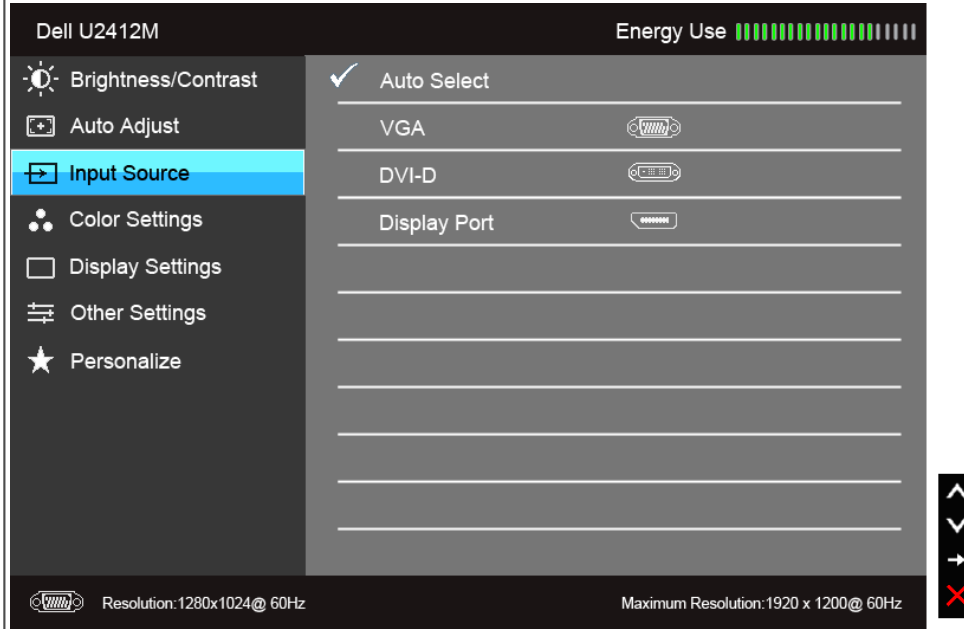 Dell U2412M Energy Use
Brightness/Contrast Auto Select
Auto Adjust VGA
Input Source DVI-D
Color Settings Display Port
Display Settings
Other Settings
Personalize
Resolution:1280x1024@ 60Hz Maximum Resolution:1920 x 1200@ 60Hz